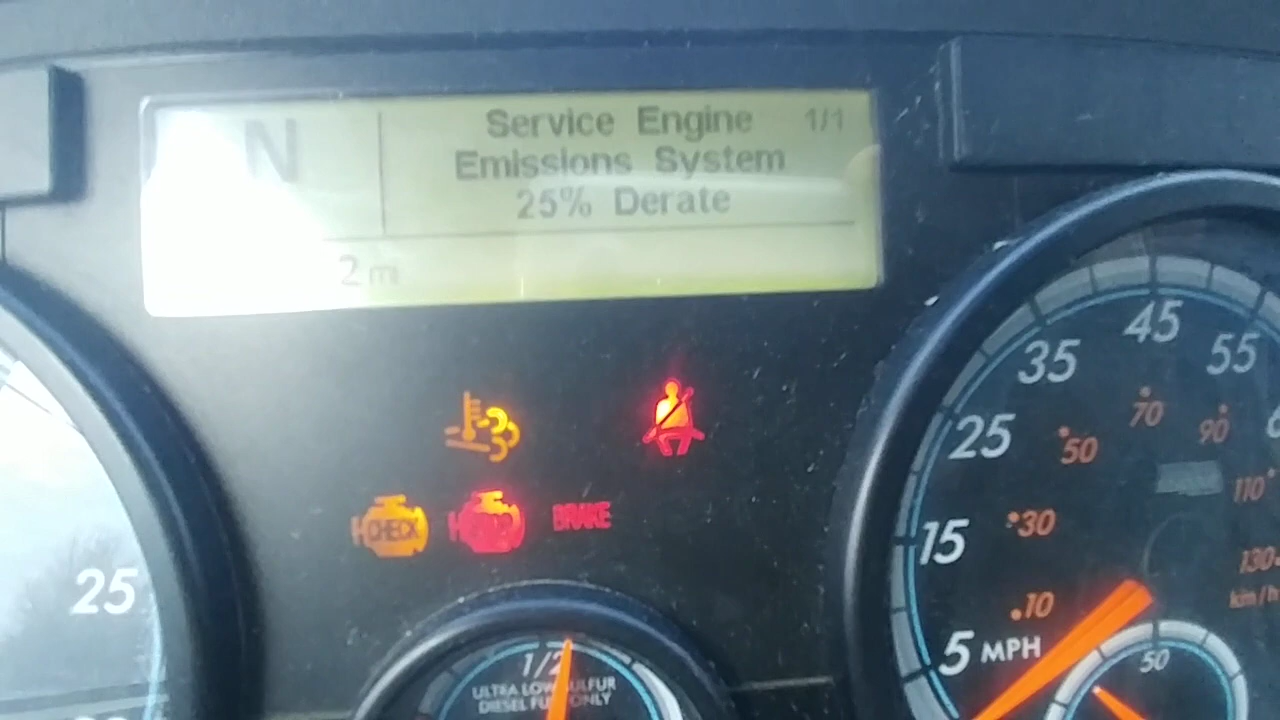 N
Service Engine 1/1
Emissions System
25% Derate
2 m
CHECK
BRAKE
45
35
55
25
15
5 MPH
70
90
50
110
30
130
10
km/h
50
25
1/2
ULTRA LOW SULFUR
DIESEL FUEL ONLY